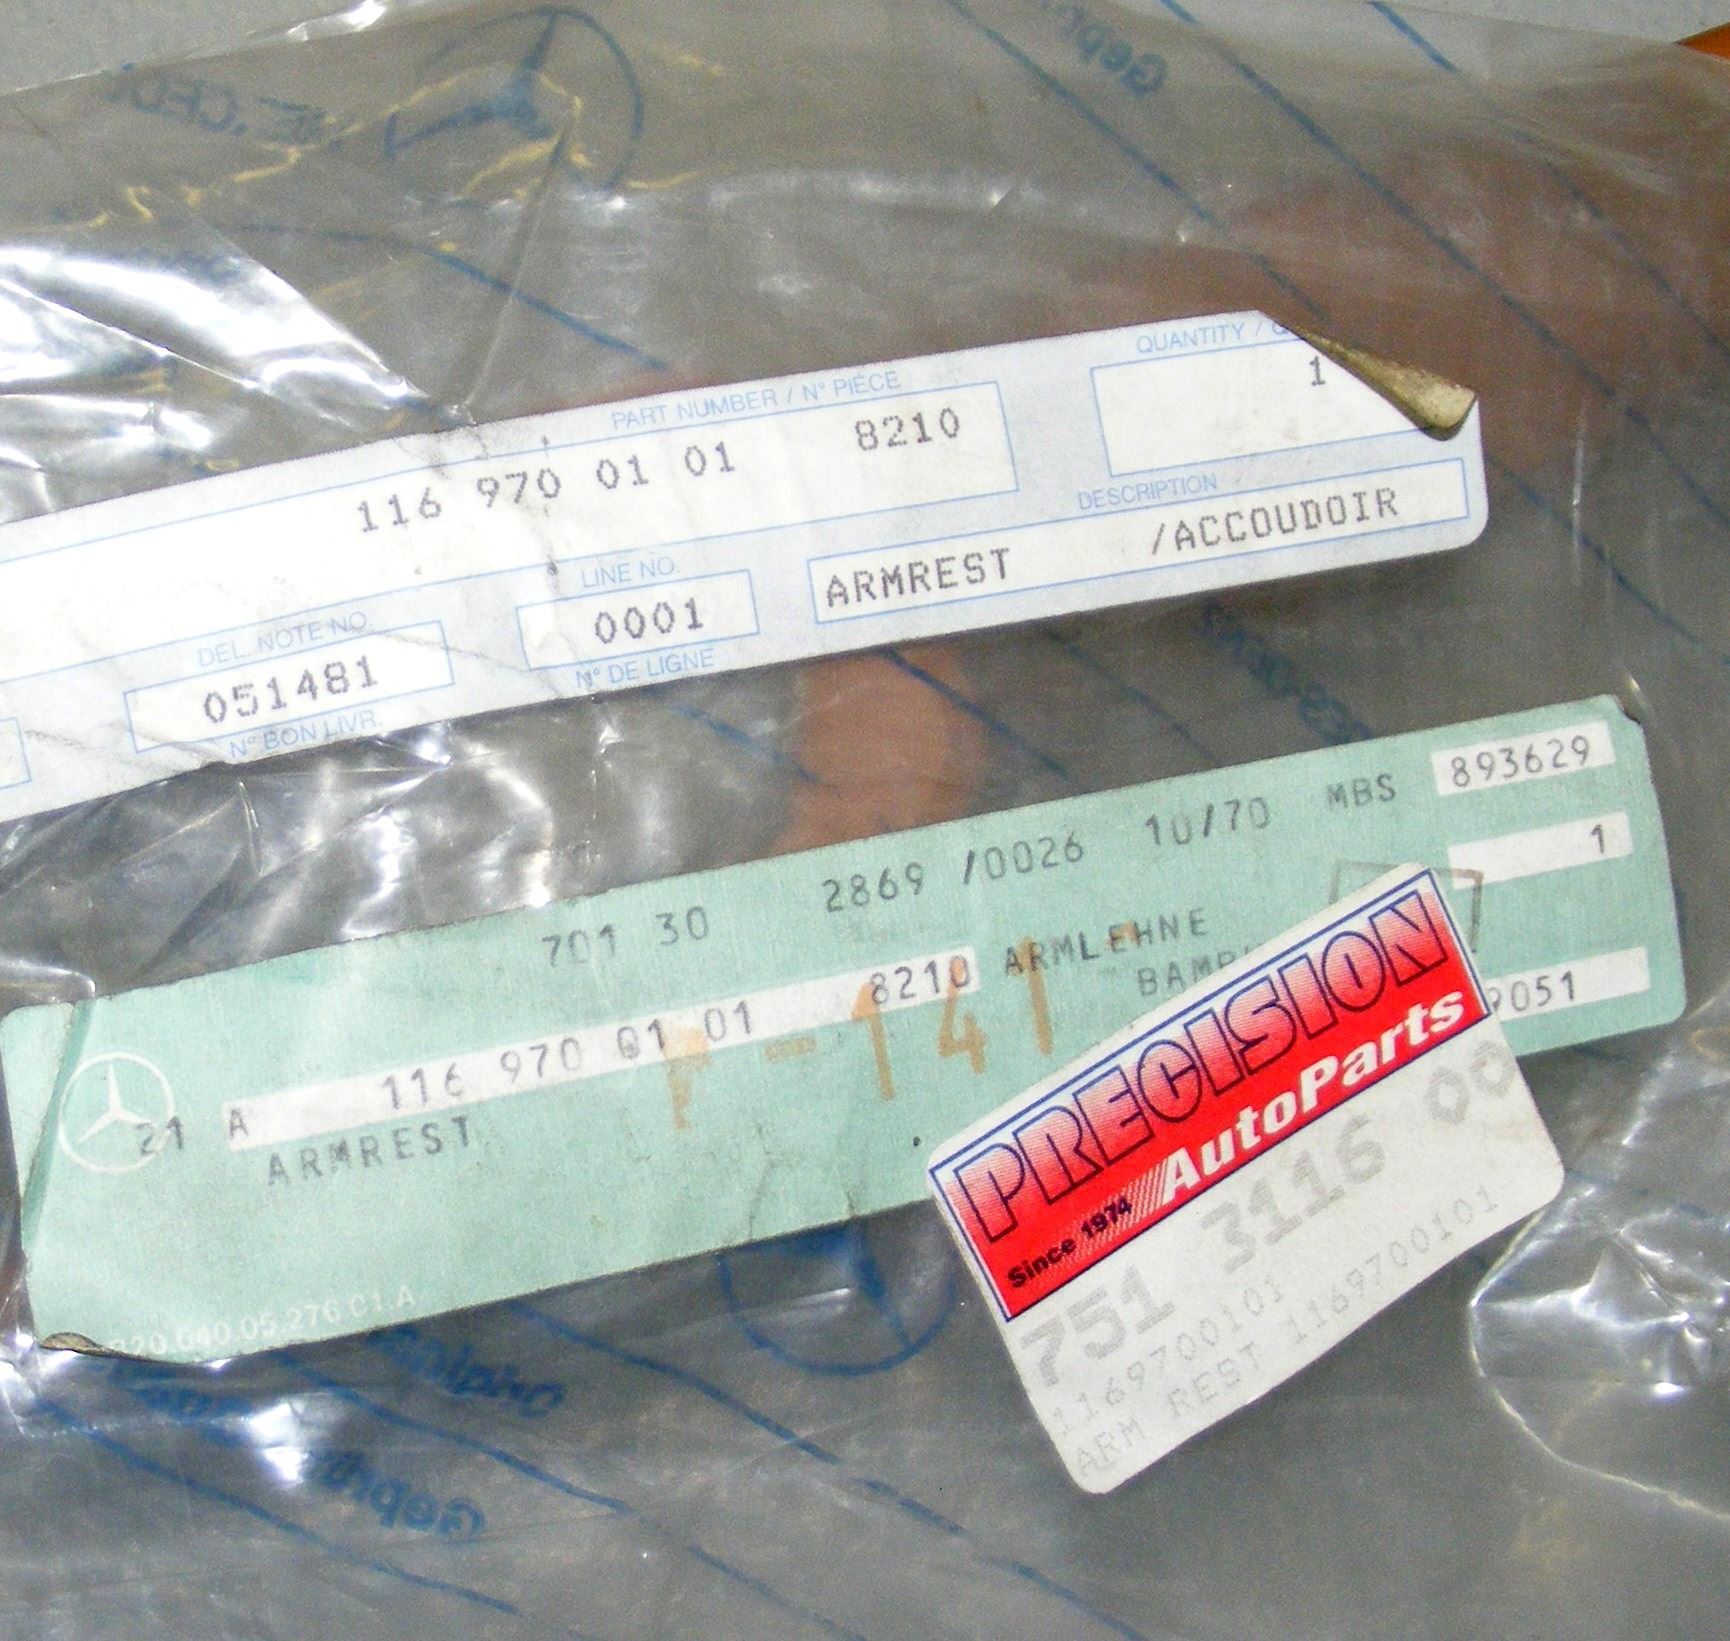 PART NUMBER / N° PIÈCE
116 970 01 01 8210
QUANTITY /
1
DEL. NOTE NO.
051481
N° BON LIVR.
LINE NO.
0001
N° DE LIGNE
DESCRIPTION
ARMREST /ACCOUDOIR
701 30 2869 /0026 10/70 MBS 893629
1
21 A 116 970 01 01 8210 ARMLEHNE
ARMREST
9051
PRECISION
AutoParts
Since 1974
751 3116 00
1169700101
ARM REST 1169700101